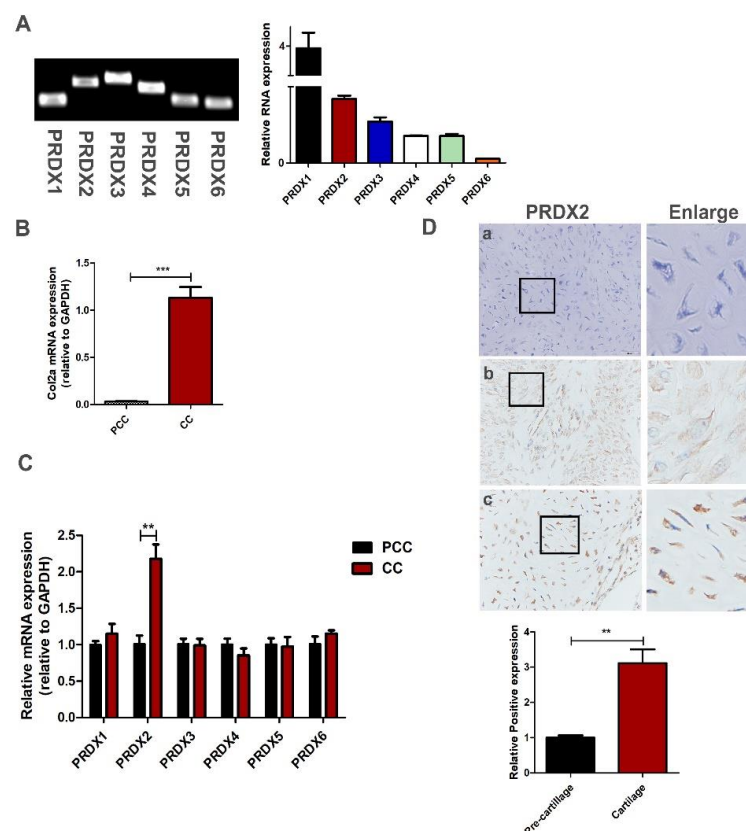 A
PRDX1
PRDX2
PRDX3
PRDX4
PRDX5
PRDX6
Relative RNA expression
4
0
PRDX1
PRDX2
PRDX3
PRDX4
PRDX5
PRDX6
B
Col2a mRNA expression
(relative to GAPDH)
1.5
1.0
0.5
0.0
***
PCC
CC
C
Relative mRNA expression
(relative to GAPDH)
2.5
2.0
1.5
1.0
0.5
0.0
**
PCC
CC
PRDX1
PRDX2
PRDX3
PRDX4
PRDX5
PRDX6
D
PRDX2
Enlarge
a
b
c
Relative Positive expression
4
3
2
1
0
**
Pre-cartillage
Cartilage